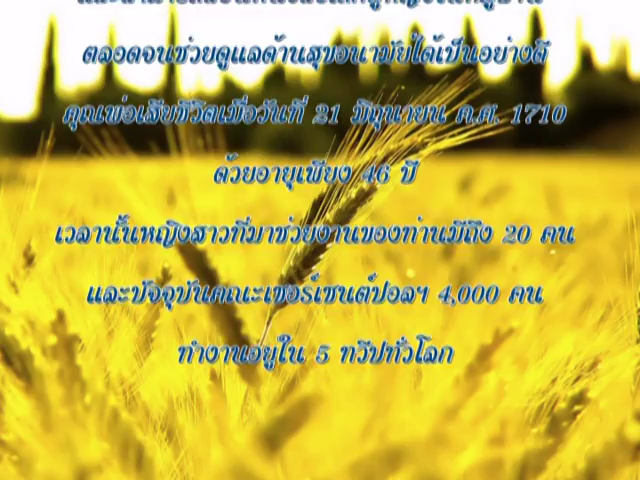 ตลอดจนช่วยดูแลด้านสุขอนามัยได้เป็นอย่างดี
คุณพ่อเสียชีวิตเมื่อวันที่ 21 มิถุนายน ค.ศ. 1710
ด้วยอายุเพียง 46 ปี
เวลานั้นหญิงสาวที่มาช่วยงานของท่านมีถึง 20 คน
และปัจจุบันคณะเซอร์เซนต์ปอลฯ 4,000 คน
ทำงานอยู่ใน 5 ทวีปทั่วโลก